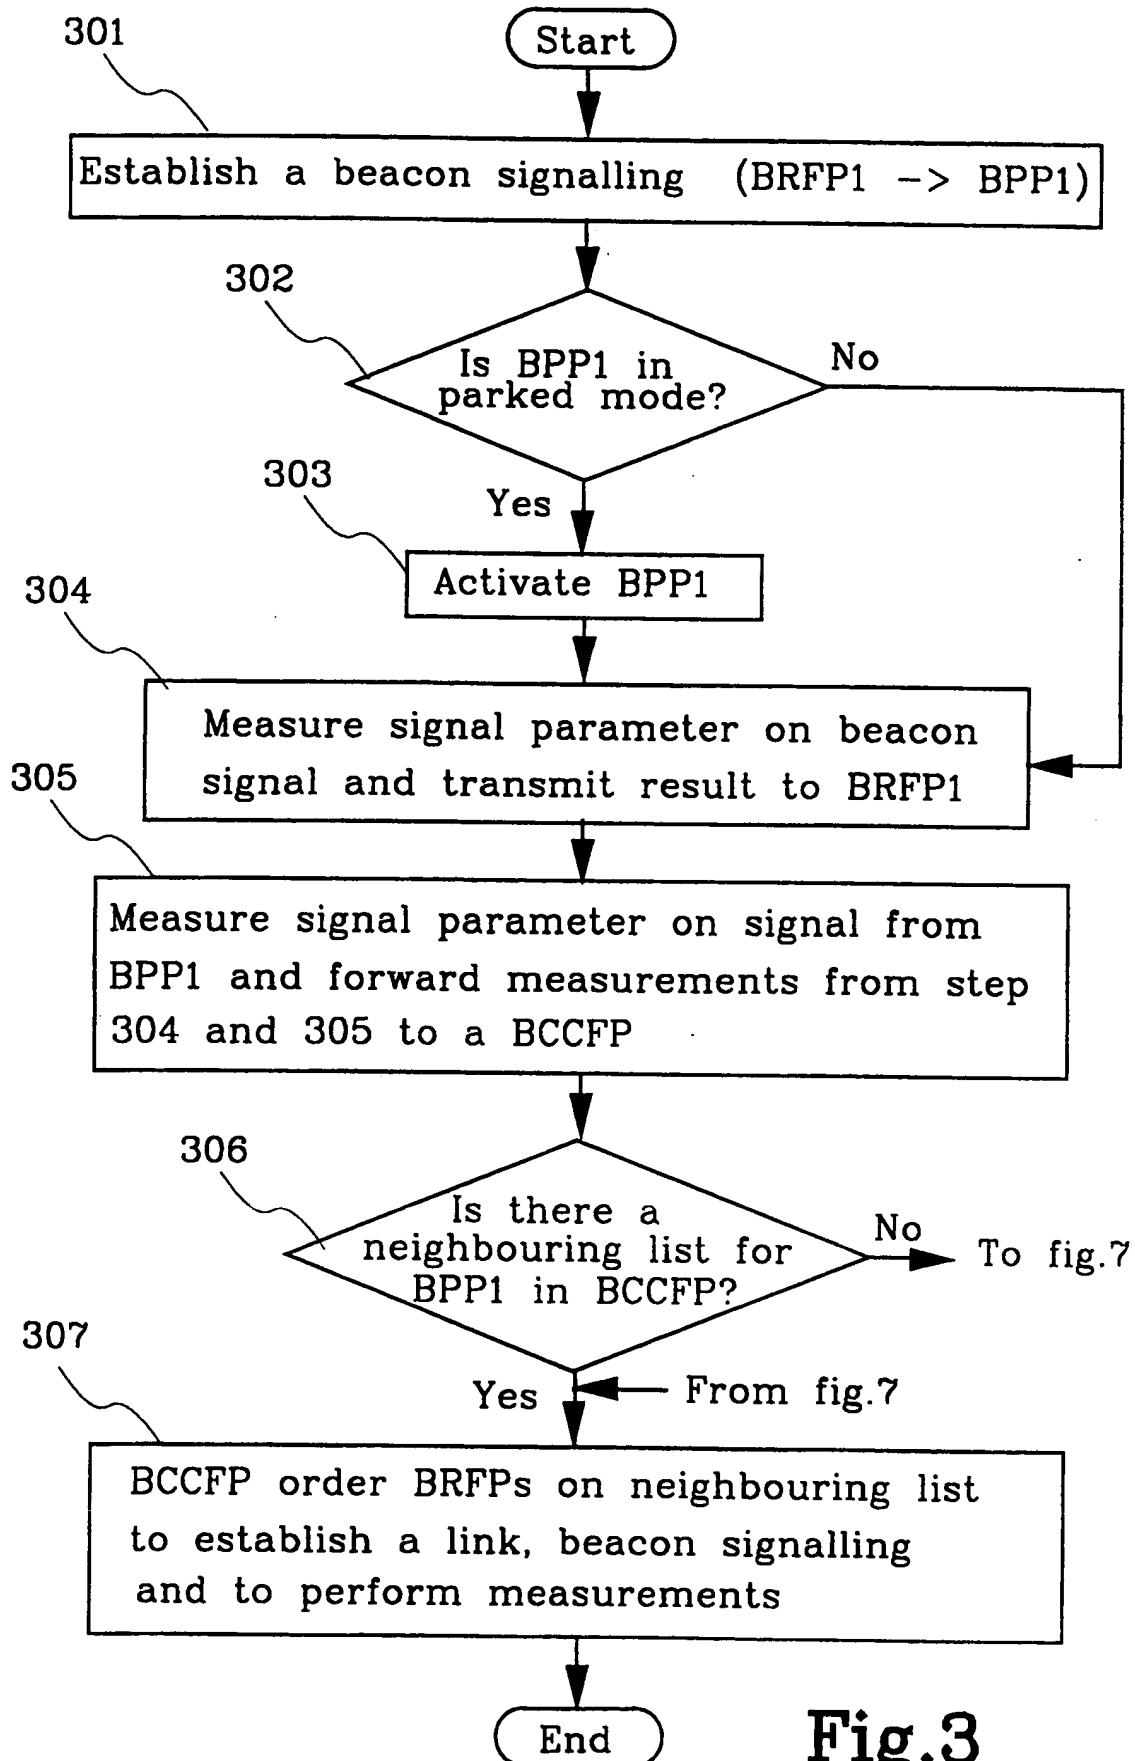 301
Start
Establish a beacon signalling (BRFP1 -> BPP1)
302
Is BPP1 in
parked mode?
No
303
Yes
Activate BPP1
304
Measure signal parameter on beacon
signal and transmit result to BRFP1
305
Measure signal parameter on signal from
BPP1 and forward measurements from step
304 and 305 to a BCCFP
306
Is there a
neighbouring list for
BPP1 in BCCFP?
No
To fig.7
307
Yes
From fig.7
BCCFP order BRFPs on neighbouring list
to establish a link, beacon signalling
and to perform measurements
End
Fig.3